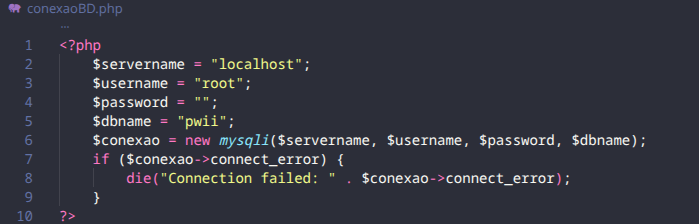 conexaoBD.php
...
1 <?php
2 $servername = "localhost";
3 $username = "root";
4 $password = "";
5 $dbname = "pwii";
6 $conexao = new mysqli($servername, $username, $password, $dbname);
7 if ($conexao->connect_error) {
8 die("Connection failed: " . $conexao->connect_error);
9 }
10 ?>